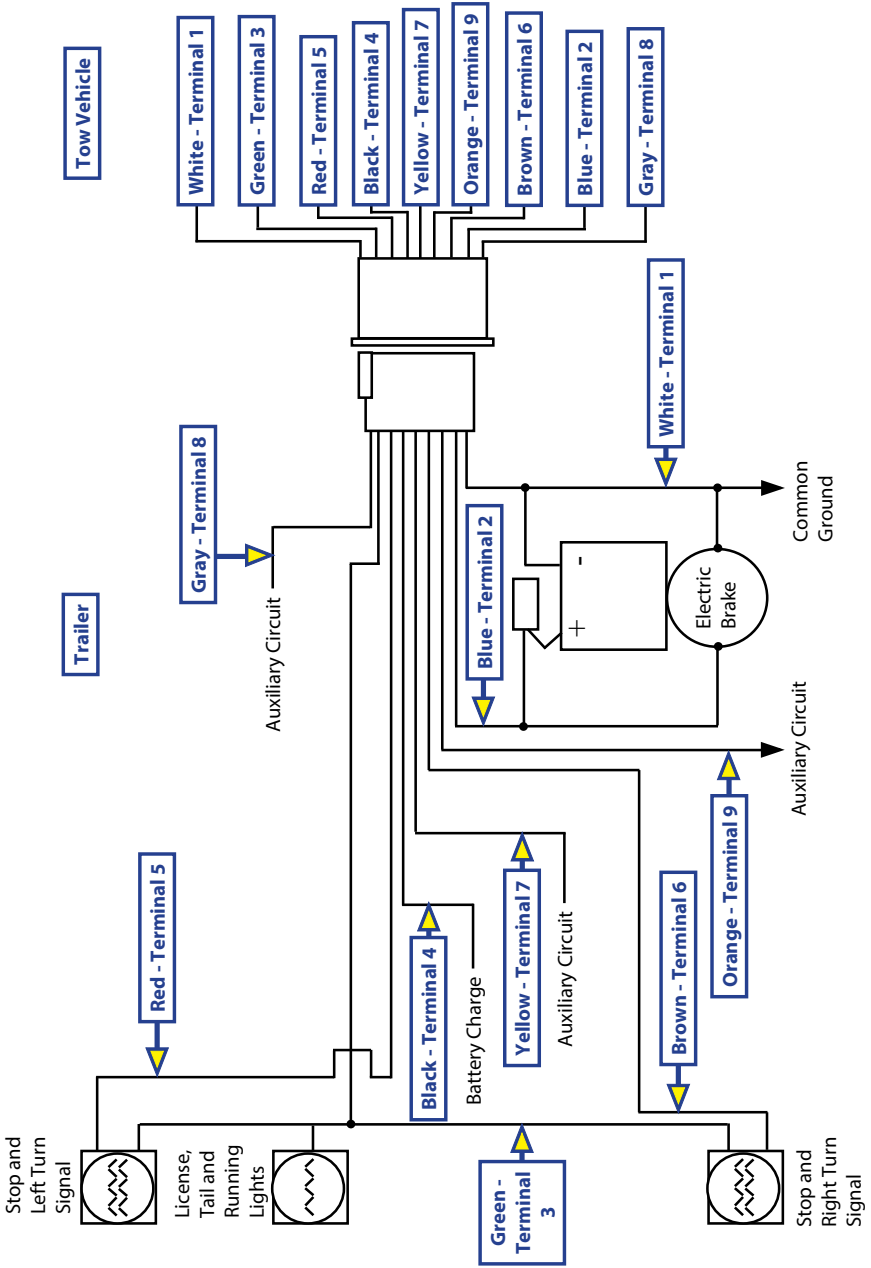 Tow Vehicle
White - Terminal 1
Green - Terminal 3
Red - Terminal 5
Black - Terminal 4
Yellow - Terminal 7
Orange - Terminal 9
Brown - Terminal 6
Blue - Terminal 2
Gray - Terminal 8
Trailer
Gray - Terminal 8
Auxiliary Circuit
White - Terminal 1
Common
Ground
Blue - Terminal 2
+
-
Electric
Brake
Red - Terminal 5
Black - Terminal 4
Battery Charge
Yellow - Terminal 7
Auxiliary Circuit
Orange - Terminal 9
Auxiliary Circuit
Brown - Terminal 6
Green -
Terminal
3
Stop and
Left Turn
Signal
License,
Tail and
Running
Lights
Stop and
Right Turn
Signal